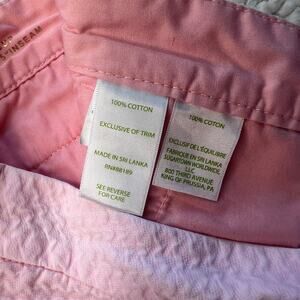 SUNBEAM
100% COTTON
EXCLUSIVE OF TRIM
MADE IN SRI LANKA
RN#88189
SEE REVERSE
FOR CARE
100% COTON
EXCLUSIF DE L'ÉQUILIBRE
FABRIQUÉ EN SRI LANKA
SUGARTOWN WORLDWIDE
LLC
800 THIRD AVENUE
KING OF PRUSSIA, PA